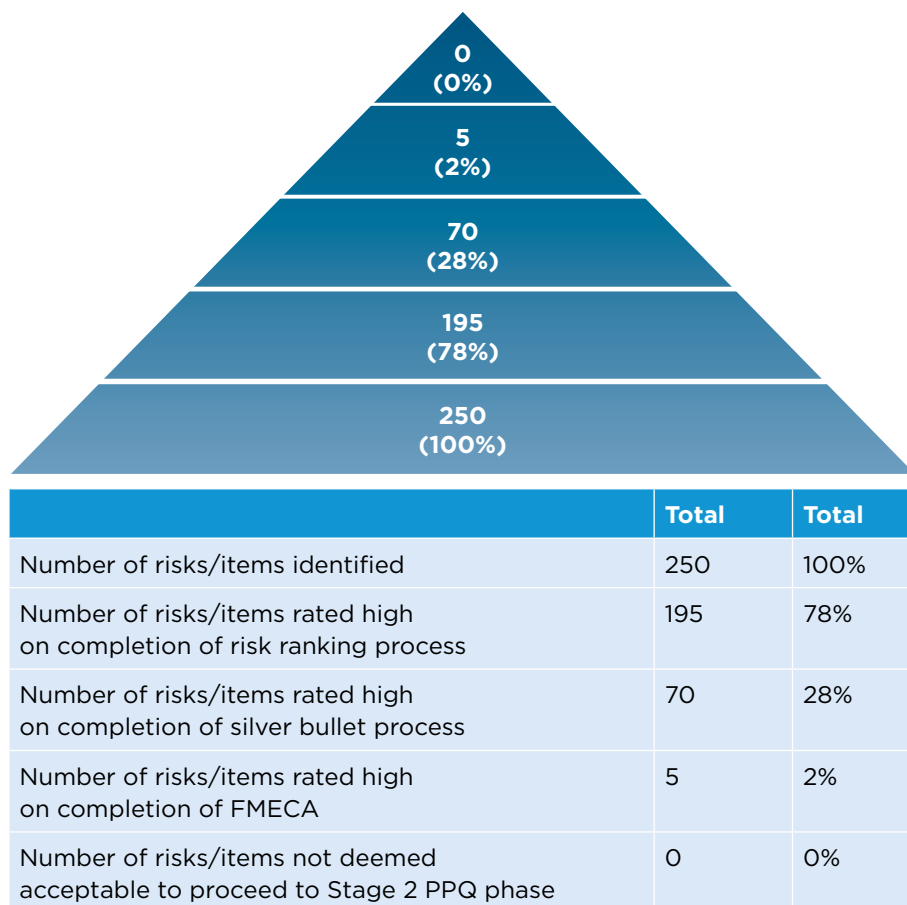 0
(0%)
5
(2%)
70
(28%)
195
(78%)
250
(100%)
Total Total
Number of risks/items identified 250 100%
Number of risks/items rated high
on completion of risk ranking process 195 78%
Number of risks/items rated high
on completion of silver bullet process 70 28%
Number of risks/items rated high
on completion of FMECA 5 2%
Number of risks/items not deemed
acceptable to proceed to Stage 2 PPQ phase 0 0%